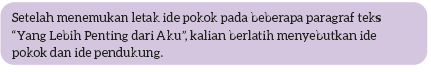 Setelah menemukan letak ide pokok pada beberapa paragraf teks
“Yang Lebih Penting dari Aku”, kalian berlatih menyebutkan ide
pokok dan ide pendukung.